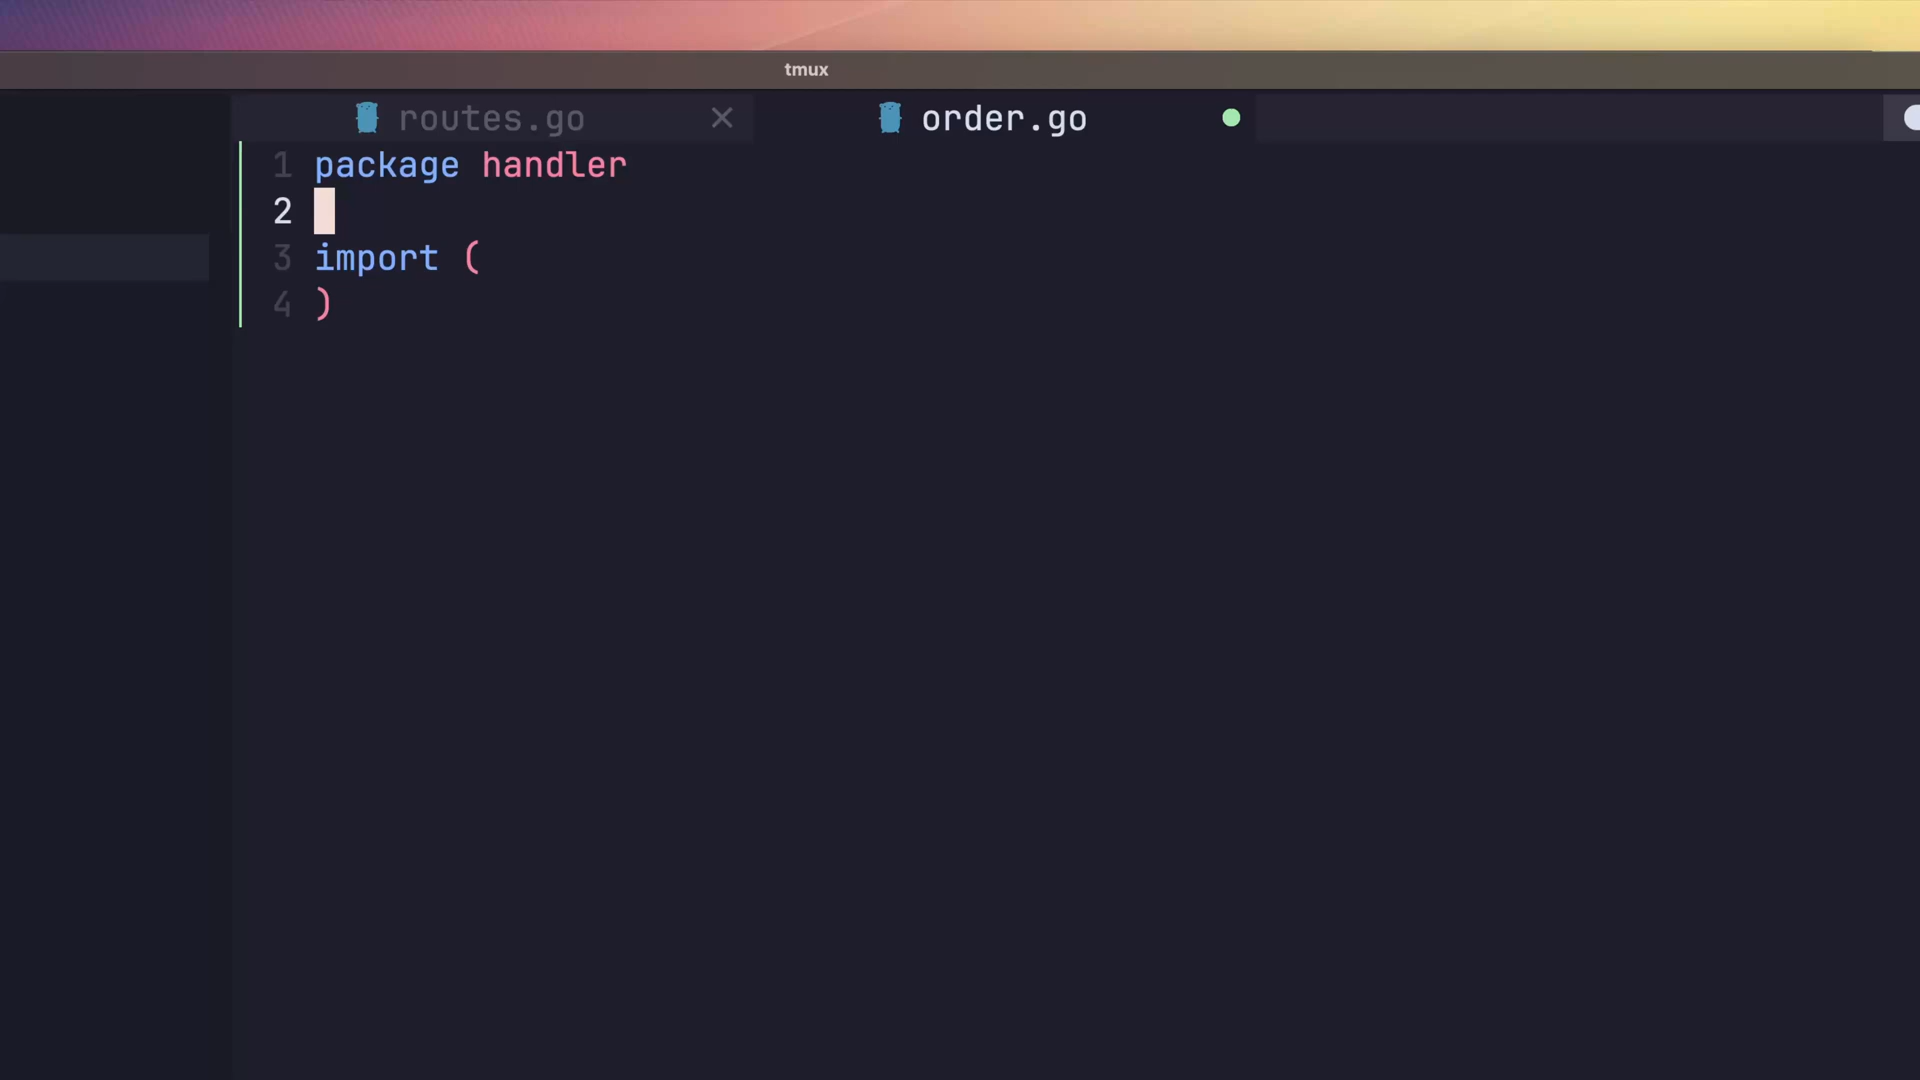 tmux
routes.go × order.go
1 package handler
2
3 import (
4 )